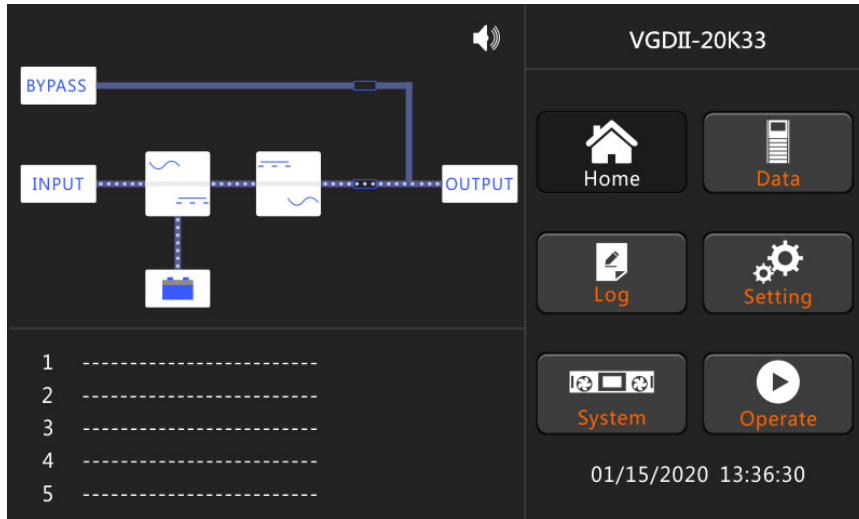 VGDII-20K33
BYPASS
INPUT
OUTPUT
Home
Data
Log
Setting
System
Operate
1 -------------------------
2 -------------------------
3 -------------------------
4 -------------------------
5 -------------------------
01/15/2020 13:36:30